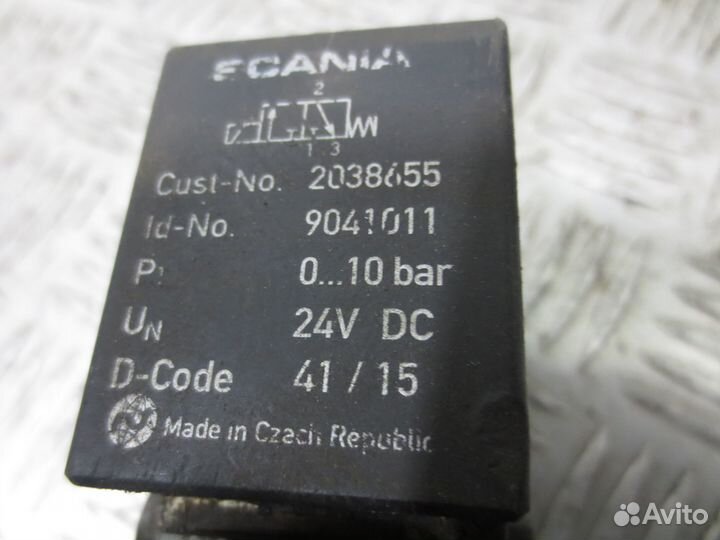 SCANIA
2
1 3
Cust-No. 2038655
Id-No. 9041011
P1 0...10 bar
UN 24V DC
D-Code 41 / 15
Made in Czech Republic
Avito